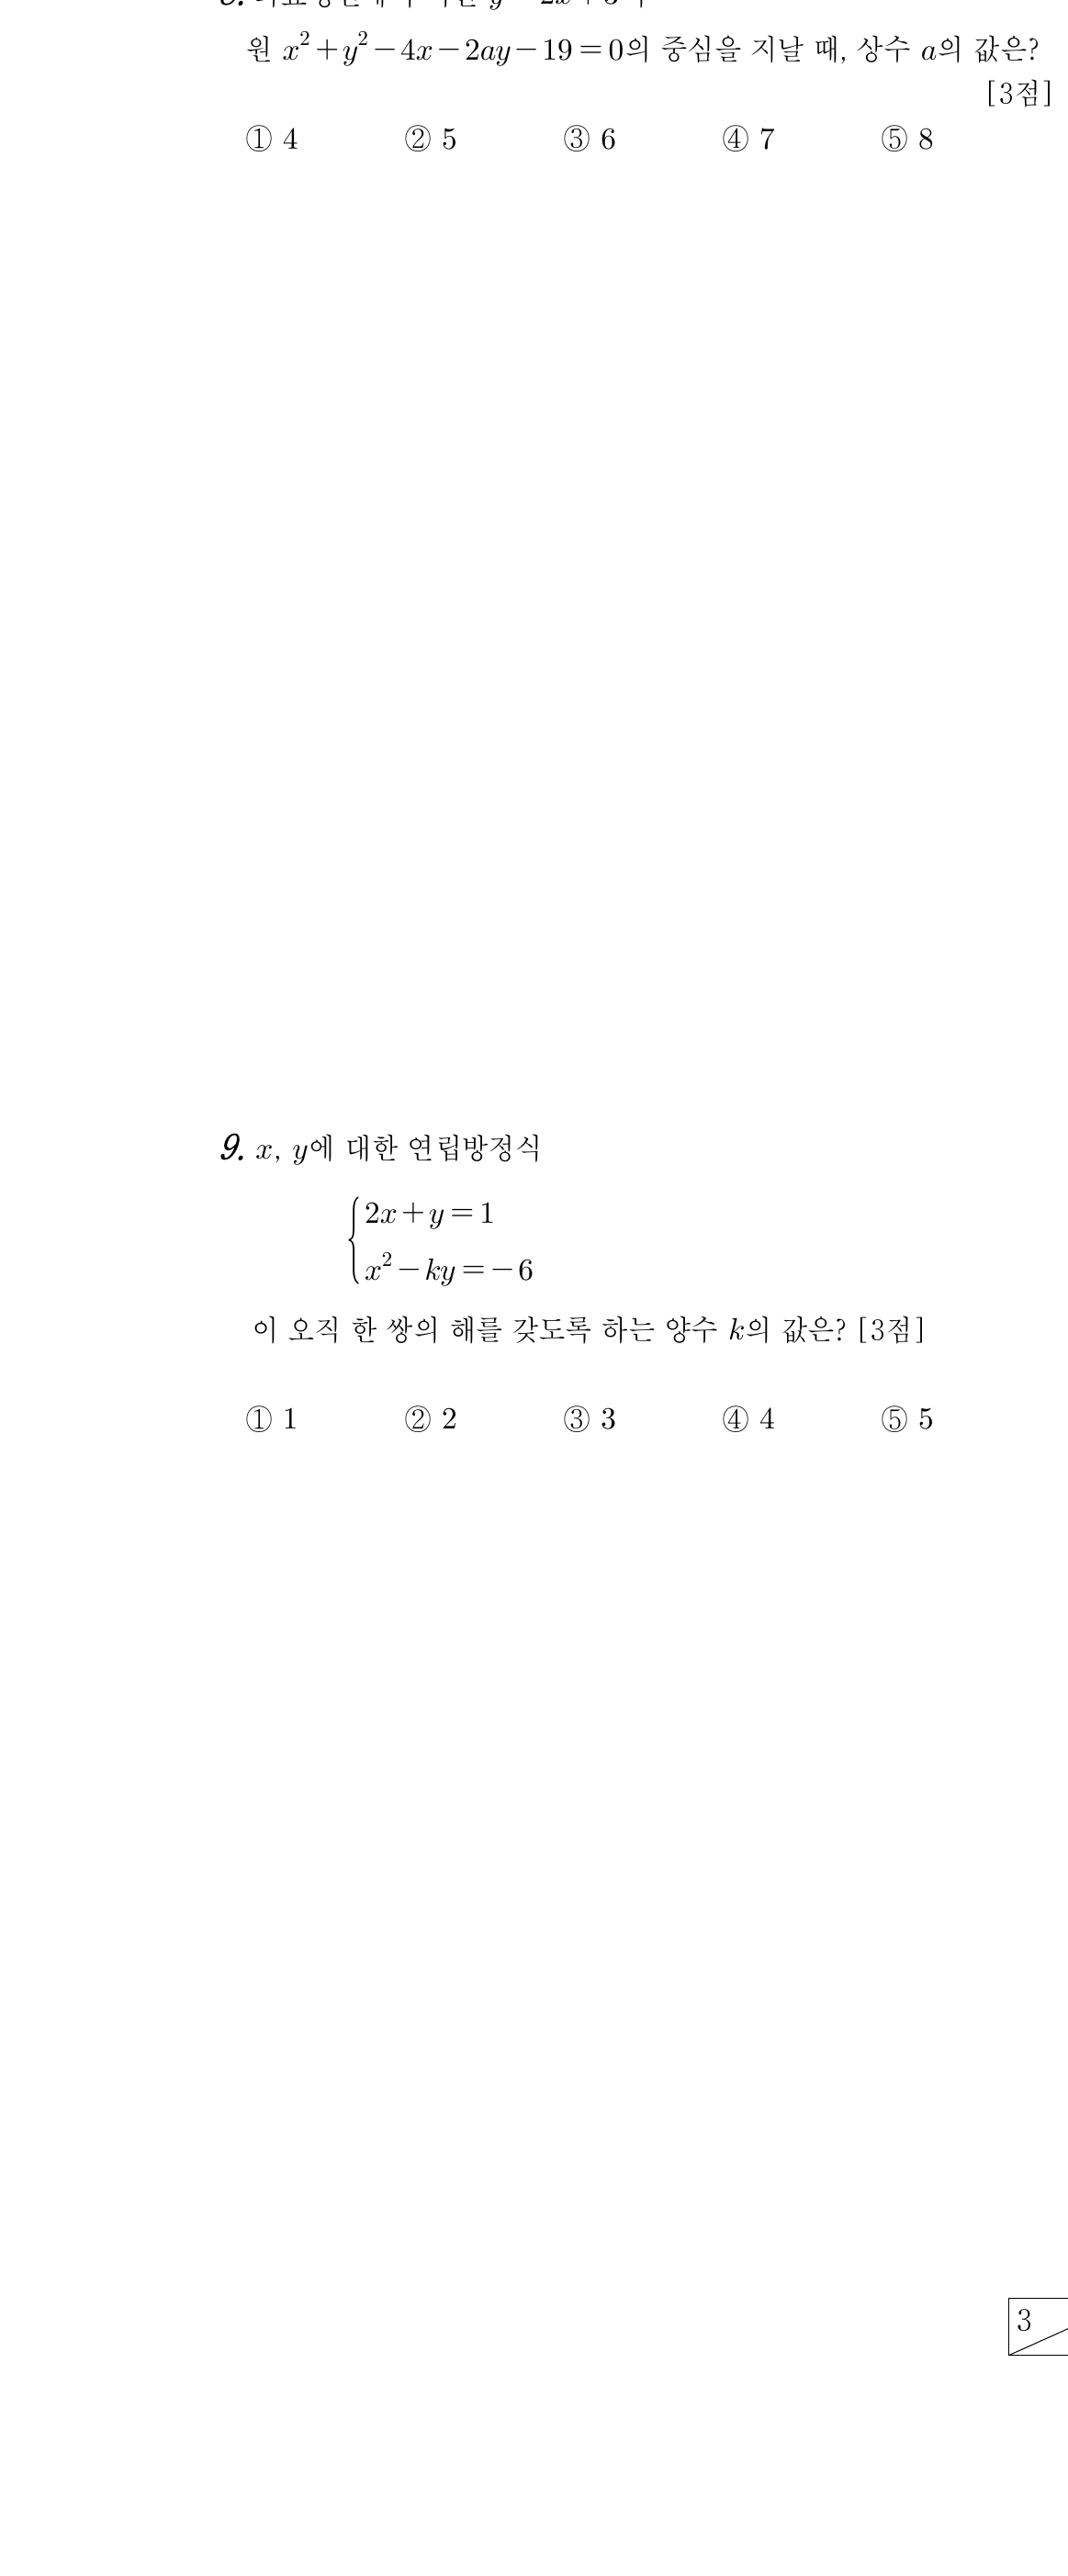 원 x²+y²−4x−2ay−19=0의 중심을 지날 때, 상수 a의 값은?
[3점]
① 4 ② 5 ③ 6 ④ 7 ⑤ 8
9. x, y에 대한 연립방정식
2x+y=1
x²−ky=−6
이 오직 한 쌍의 해를 갖도록 하는 양수 k의 값은? [3점]
① 1 ② 2 ③ 3 ④ 4 ⑤ 5
3